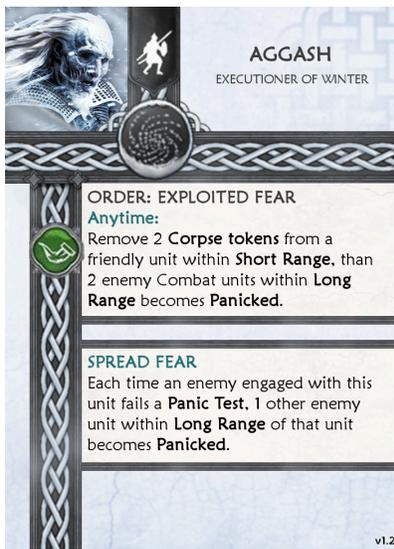 AGGASH
EXECUTIONER OF WINTER
ORDER: EXPLOITED FEAR
Anytime:
Remove 2 Corpse tokens from a
friendly unit within Short Range, than
2 enemy Combat units within Long
Range becomes Panicked.
SPREAD FEAR
Each time an enemy engaged with this
unit fails a Panic Test, 1 other enemy
unit within Long Range of that unit
becomes Panicked.
v1.2